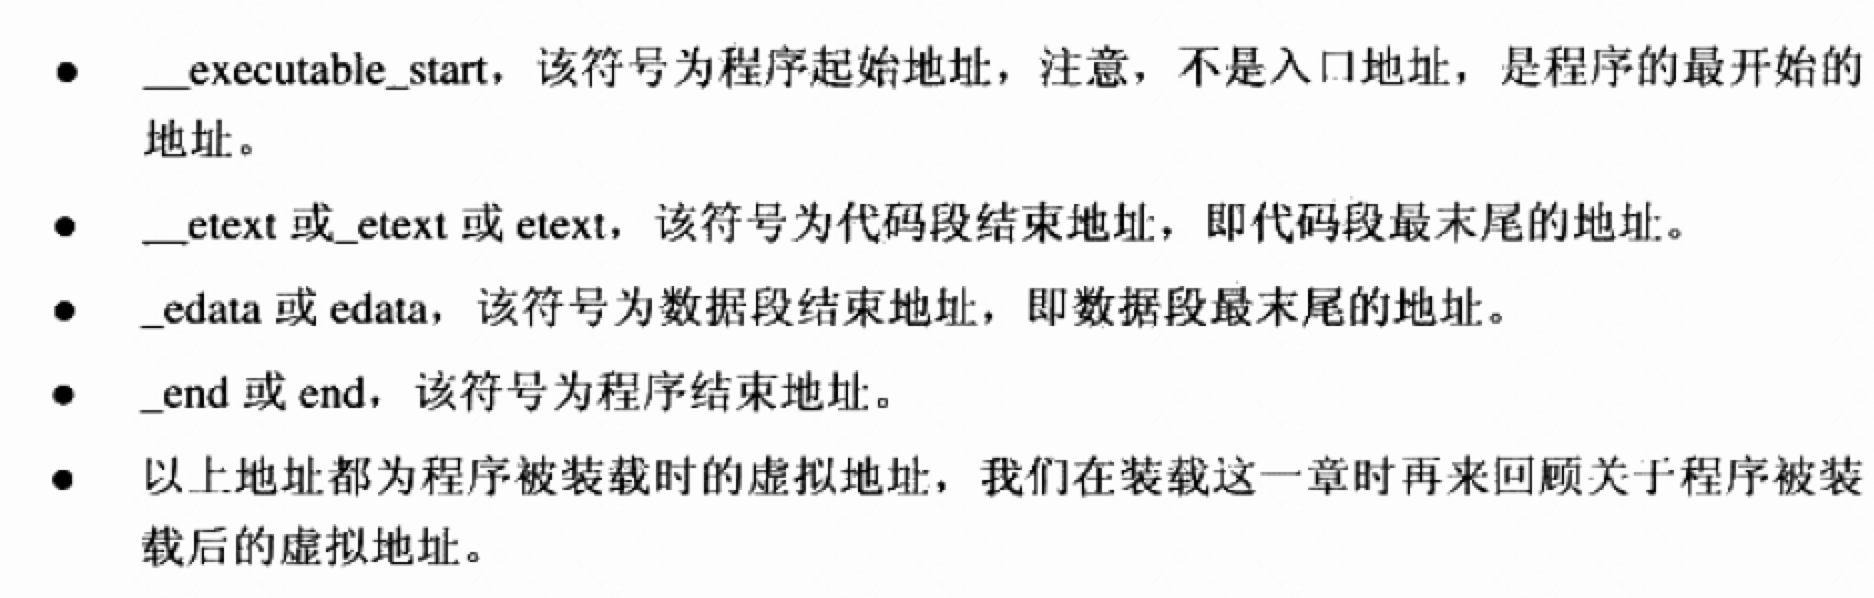 ● __executable_start，该符号为程序起始地址，注意，不是入口地址，是程序的最开始的
地址。
● __etext 或_etext 或 etext，该符号为代码段结束地址，即代码段最末尾的地址。
● _edata 或 edata，该符号为数据段结束地址，即数据段最末尾的地址。
● _end 或 end，该符号为程序结束地址。
● 以上地址都为程序被装载时的虚拟地址，我们在装载这一章时再来回顾关于程序被装
载后的虚拟地址。